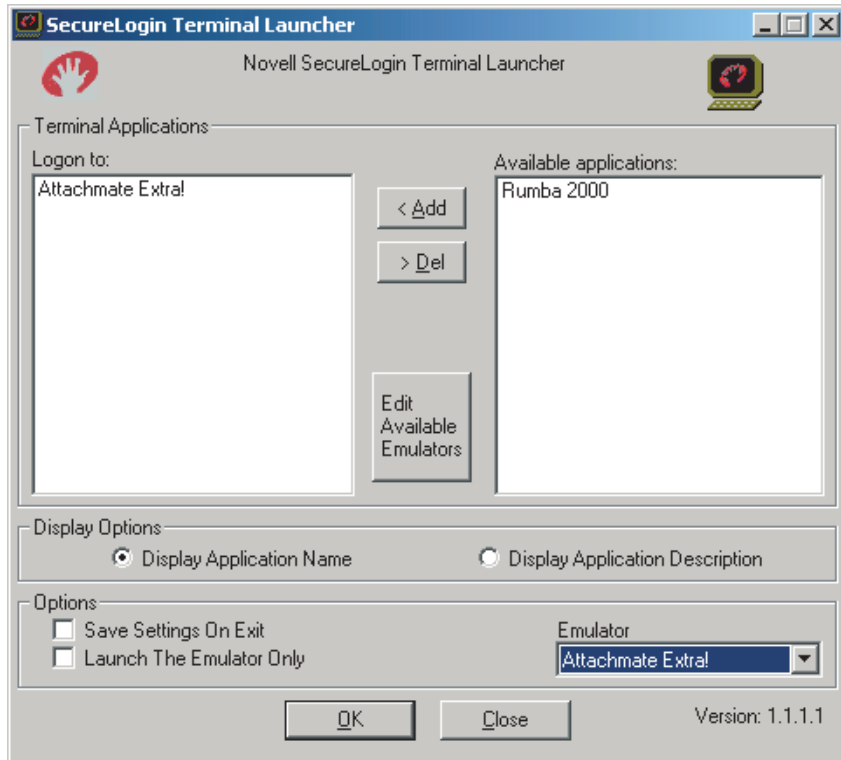 SecureLogin Terminal Launcher
Novell SecureLogin Terminal Launcher
Terminal Applications
Logon to:
Available applications:
Attachmate Extra!
Rumba 2000
< Add
> Del
Edit
Available
Emulators
Display Options
Display Application Name
Display Application Description
Options
Save Settings On Exit
Emulator
Launch The Emulator Only
Attachmate Extra!
OK
Close
Version: 1.1.1.1